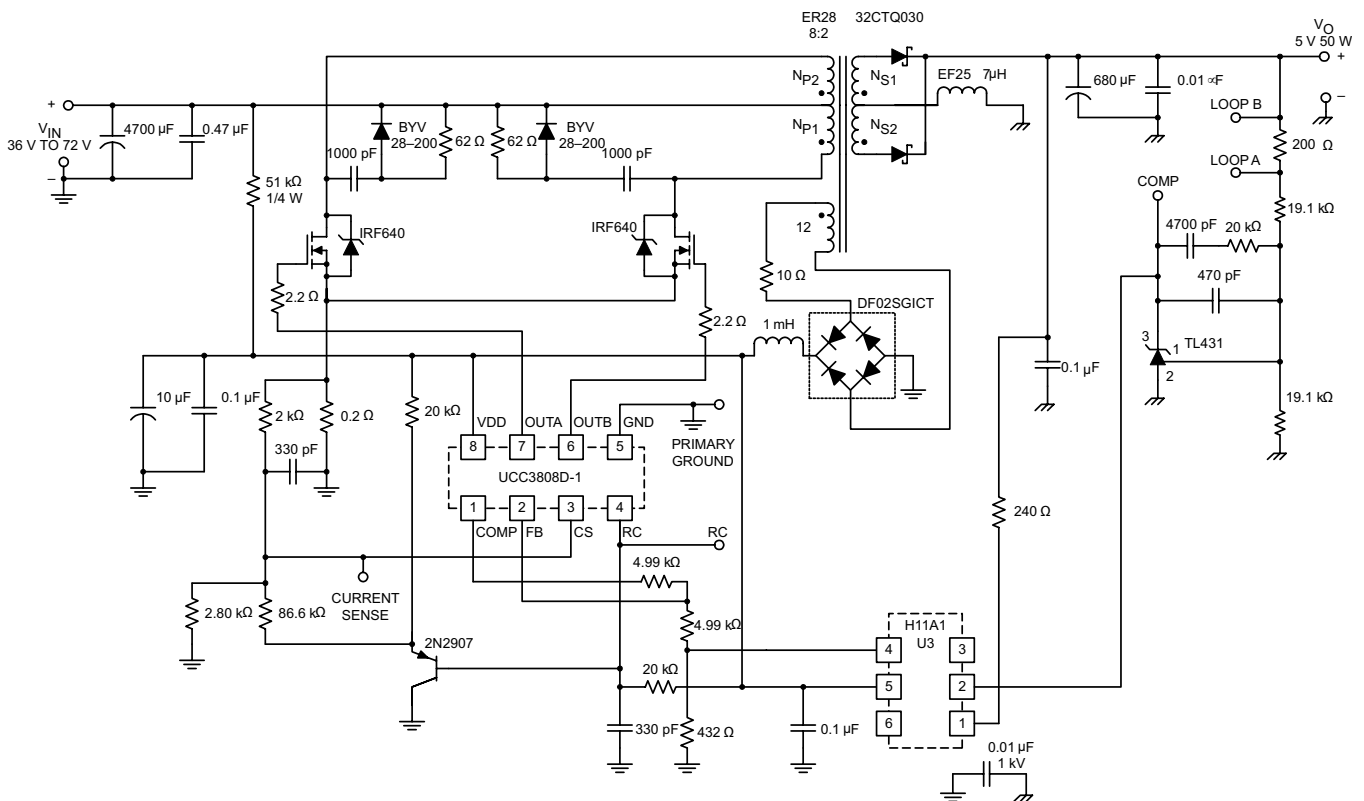 ER28
8:2
32CTQ030
VO
5 V 50 W
+
–
NP2
NP1
NS1
NS2
EF25 7µH
680 µF
0.01 ∝F
LOOP B
LOOP A
200 Ω
+
VIN
36 V TO 72 V
–
4700 µF
0.47 µF
BYV
28–200
62 Ω
62 Ω
BYV
28–200
1000 pF
1000 pF
51 kΩ
1/4 W
COMP
19.1 kΩ
4700 pF
20 kΩ
470 pF
IRF640
IRF640
12
10 Ω
2.2 Ω
2.2 Ω
DF02SGICT
1 mH
3
1
TL431
2
0.1 µF
19.1 kΩ
10 µF
0.1 µF
2 kΩ
0.2 Ω
20 kΩ
330 pF
VDD
OUTA
OUTB
GND
8
7
6
5
PRIMARY
GROUND
UCC3808D-1
1
2
3
4
COMP
FB
CS
RC
RC
240 Ω
CURRENT
SENSE
4.99 kΩ
4.99 kΩ
2.80 kΩ
86.6 kΩ
2N2907
20 kΩ
H11A1
U3
4
3
5
2
6
1
330 pF
432 Ω
0.1 µF
0.01 µF
1 kV